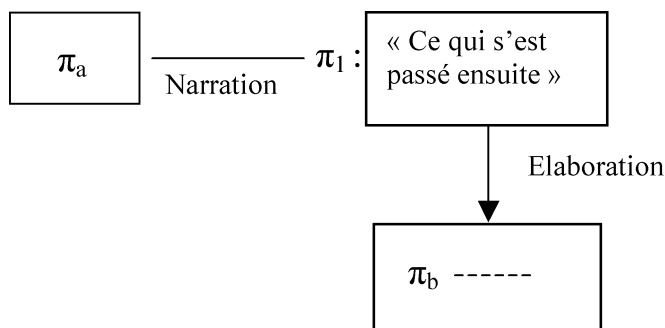 πa
Narration
π1 :
« Ce qui s’est
passé ensuite »
Elaboration
πb ------